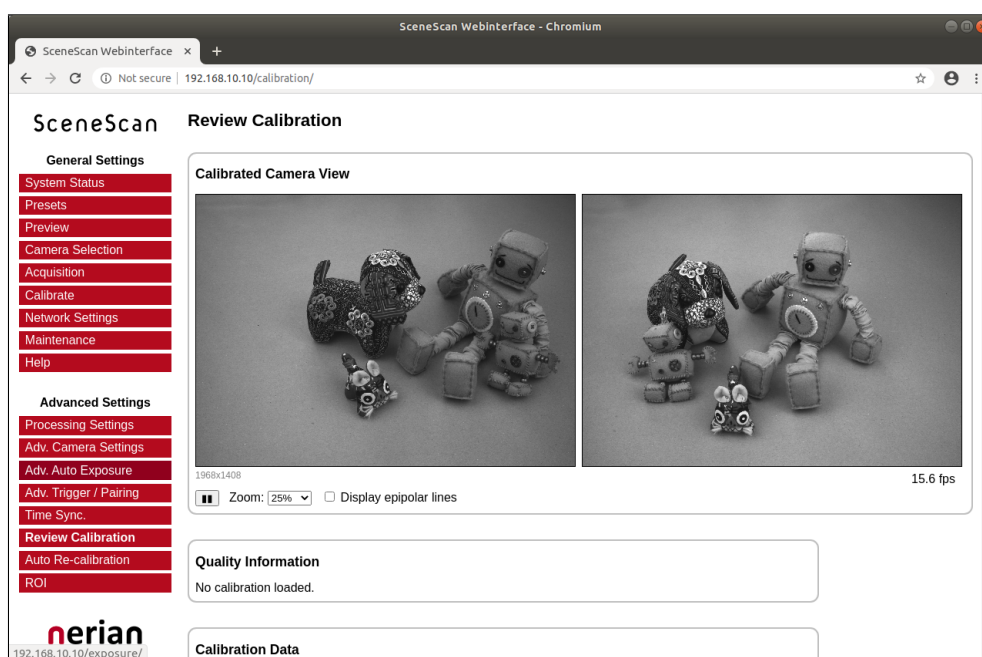 SceneScan Webinterface - Chromium
SceneScan Webinterface × +
Not secure | 192.168.10.10/calibration/
SceneScan
General Settings
System Status
Presets
Preview
Camera Selection
Acquisition
Calibrate
Network Settings
Maintenance
Help
Advanced Settings
Processing Settings
Adv. Camera Settings
Adv. Auto Exposure
Adv. Trigger / Pairing
Time Sync.
Review Calibration
Auto Re-calibration
ROI
nerian
192.168.10.10/exposure/
Review Calibration
Calibrated Camera View
1968x1408
15.6 fps
Zoom: 25% Display epipolar lines
Quality Information
No calibration loaded.
Calibration Data